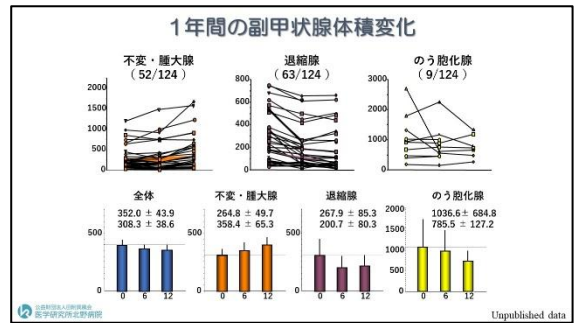 1年間の副甲状腺体積変化
不変・腫大腺
( 52/124 )
退縮腺
( 63/124 )
のう胞化腺
( 9/124 )
2000
1500
1000
500
0
800
600
400
200
0
3000
2000
1000
0
全体
352.0 ± 43.9
308.3 ± 38.6
500
0
0 6 12
不変・腫大腺
264.8 ± 49.7
358.4 ± 65.3
500
0
0 6 12
退縮腺
267.9 ± 85.3
200.7 ± 80.3
500
0
0 6 12
のう胞化腺
1036.6± 684.8
785.5 ± 127.2
2000
1500
1000
500
0
0 6 12
医学研究所北野病院
Unpublished data